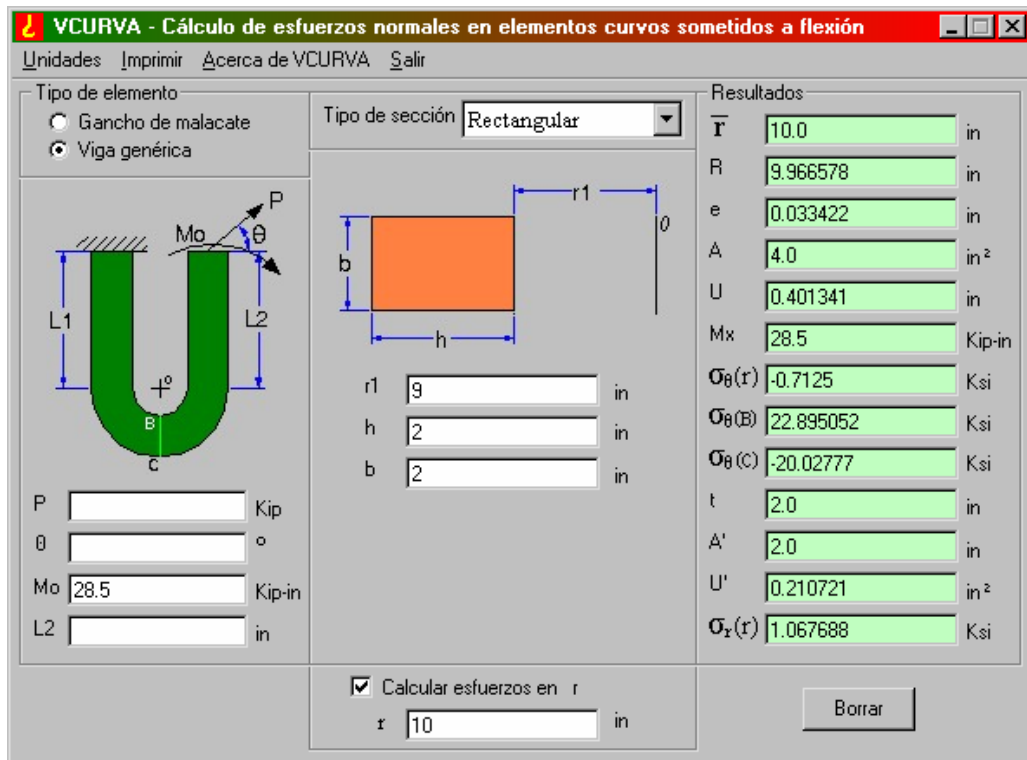 VCURVA - Cálculo de esfuerzos normales en elementos curvos sometidos a flexión
Unidades Imprimir Acerca de VCURVA Salir
Tipo de elemento
Gancho de malacate
Viga genérica
P
Mo
θ
L1
L2
o
B
C
P Kip
θ °
Mo 28.5 Kip-in
L2 in
Tipo de sección Rectangular
r1
0
b
h
r1 9 in
h 2 in
b 2 in
Calcular esfuerzos en r
r 10 in
Resultados
r̅ 10.0 in
R 9.966578 in
e 0.033422 in
A 4.0 in²
U 0.401341 in
Mx 28.5 Kip-in
σθ(r) -0.7125 Ksi
σθ(B) 22.895052 Ksi
σθ(C) -20.02777 Ksi
t 2.0 in
A' 2.0 in
U' 0.210721 in²
σr(r) 1.067688 Ksi
Borrar